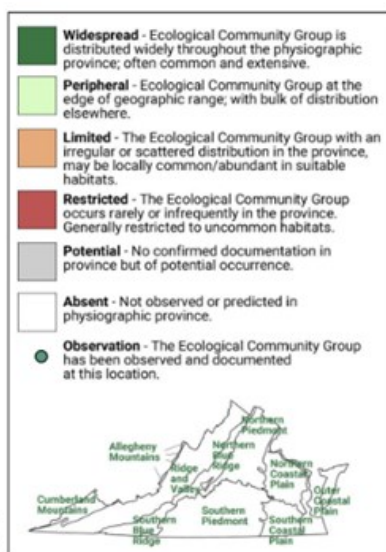 Widespread - Ecological Community Group is
distributed widely throughout the physiographic
province; often common and extensive.
Peripheral - Ecological Community Group at the
edge of geographic range; with bulk of distribution
elsewhere.
Limited - The Ecological Community Group with an
irregular or scattered distribution in the province,
may be locally common/abundant in suitable
habitats.
Restricted - The Ecological Community Group
occurs rarely or infrequently in the province.
Generally restricted to uncommon habitats.
Potential - No confirmed documentation in
province but of potential occurrence.
Absent - Not observed or predicted in
physiographic province.
Observation - The Ecological Community Group
has been observed and documented
at this location.
Northern
Piedmont
Allegheny
Mountains
Northern
Blue
Ridge
Ridge
and
Valley
Northern
Coastal
Plain
Outer
Coastal
Plain
Cumberland
Mountains
Southern
Blue
Ridge
Southern
Piedmont
Southern
Coastal
Plain